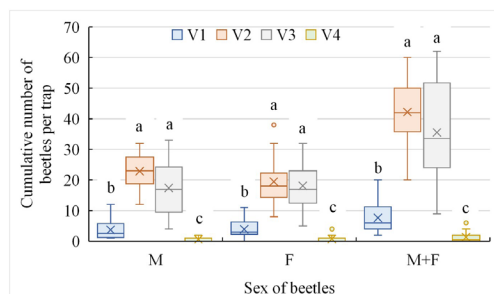 V1 V2 V3 V4
70
60
50
40
30
20
10
0
Cumulative number of
beetles per trap
b a a c
b a a c
b a a c
M F M+F
Sex of beetles